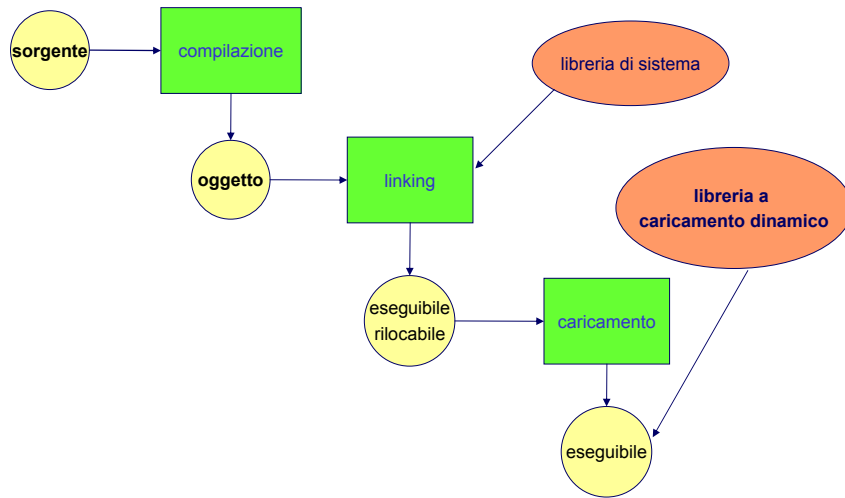 sorgente
compilazione
libreria di sistema
oggetto
linking
libreria a
caricamento dinamico
eseguibile
rilocabile
caricamento
eseguibile